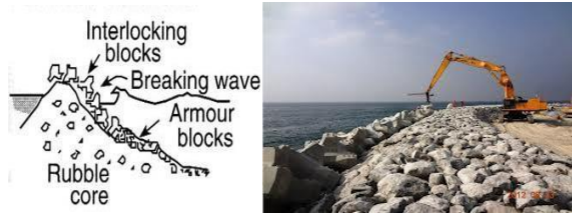 Interlocking
blocks
Breaking wave
Armour
blocks
Rubble
core